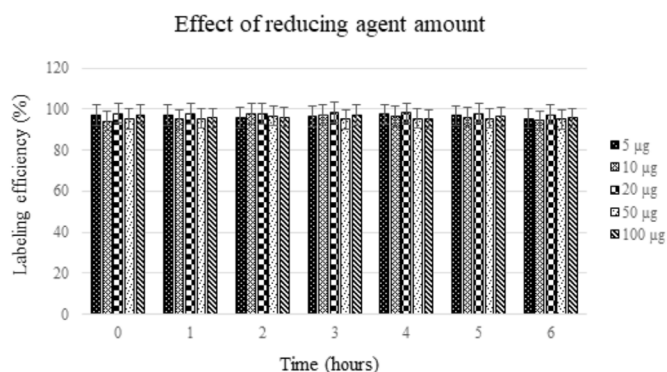 Effect of reducing agent amount
120
100
80
60
40
20
0
Labeling efficiency (%)
0 1 2 3 4 5 6
Time (hours)
5 µg
10 µg
20 µg
50 µg
100 µg